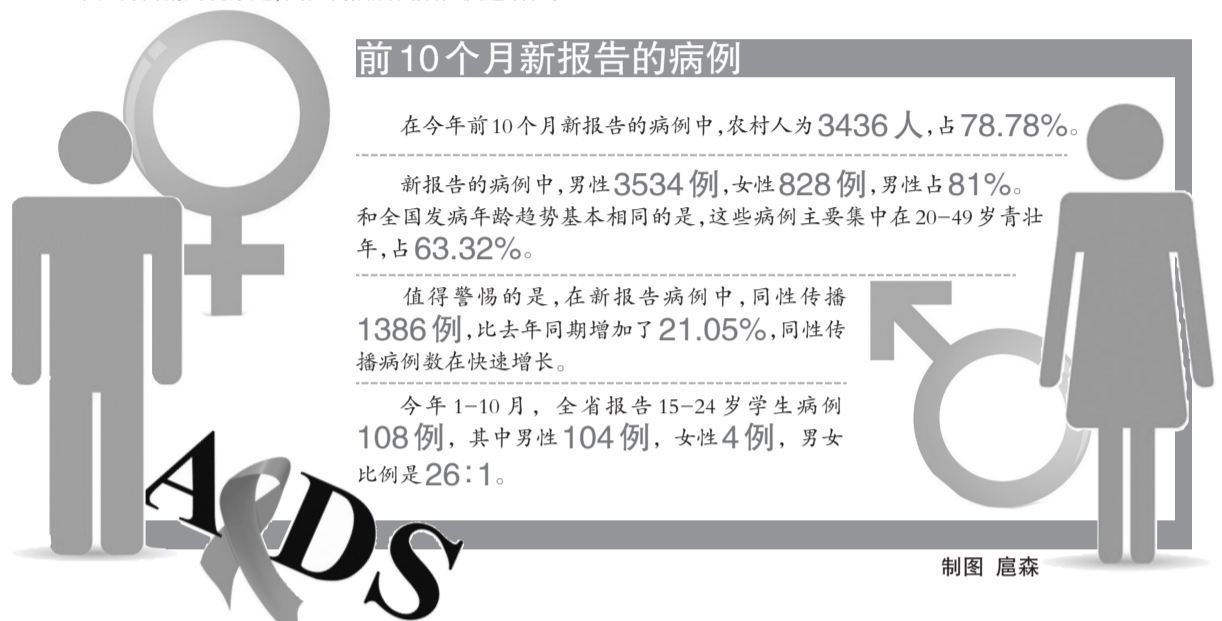 前10个月新报告的病例
在今年前10个月新报告的病例中,农村人为3436人,占78.78%。
新报告的病例中,男性3534例,女性828例,男性占81%。
和全国发病年龄趋势基本相同的是,这些病例主要集中在20-49岁青壮
年,占63.32%。
值得警惕的是,在新报告病例中,同性传播
1386例,比去年同期增加了21.05%,同性传
播病例数在快速增长。
今年1-10月，全省报告15-24岁学生病例
108例，其中男性104例，女性4例，男女
比例是26:1。
AIDS
制图 扈森